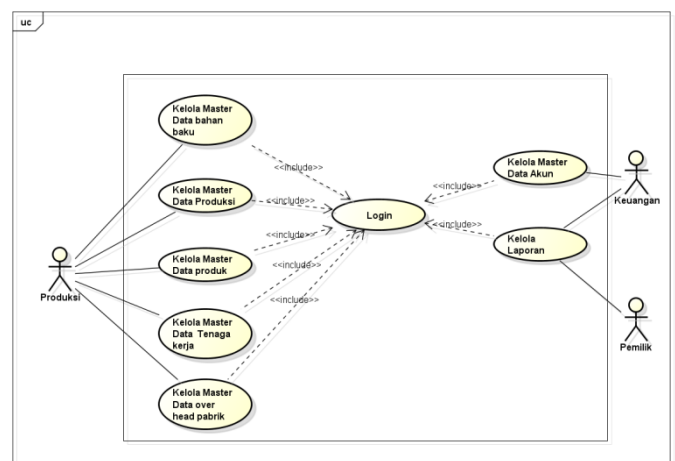 uc
Kelola Master
Data bahan
baku
<<include>>
Kelola Master
Data Produksi
<<include>>
Kelola Master
Data produk
<<include>>
Kelola Master
Data Tenaga
kerja
<<include>>
Kelola Master
Data over
head pabrik
<<include>>
Produksi
Login
Kelola Master
Data Akun
<<include>>
Kelola
Laporan
<<include>>
Keuangan
Pemilik